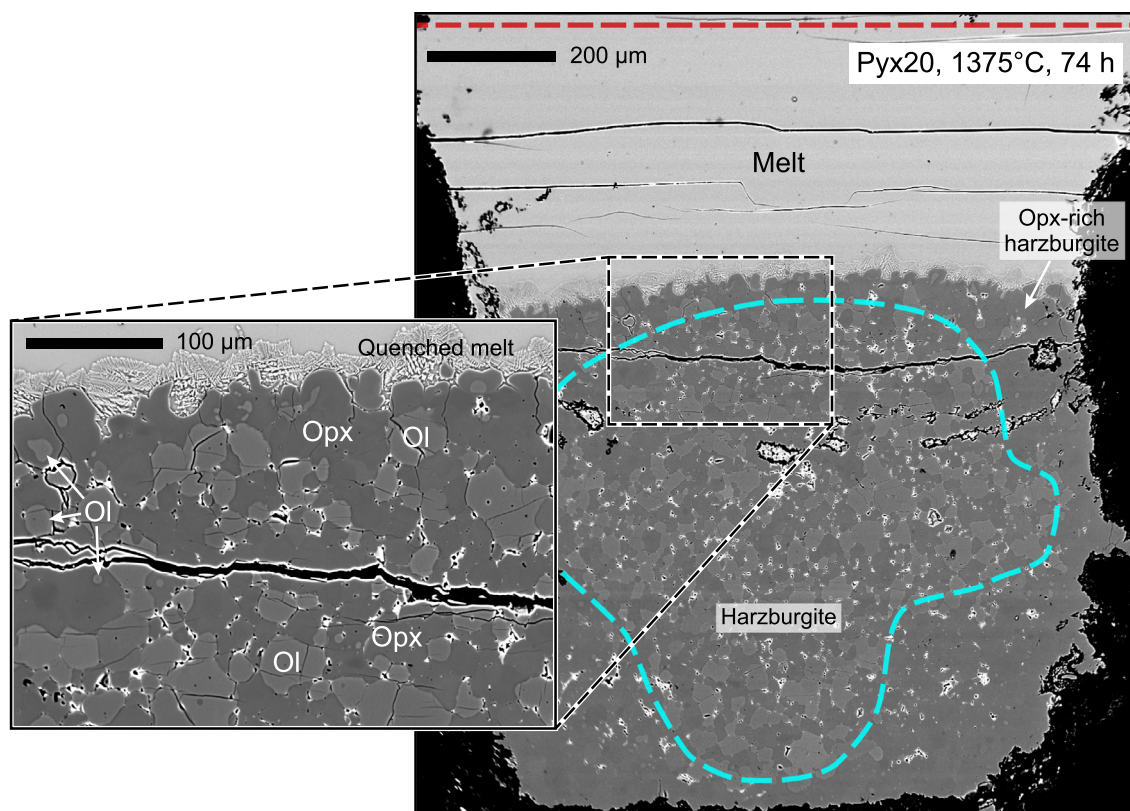 200 µm
Pyx20, 1375°C, 74 h
Melt
Opx-rich
harzburgite
100 µm
Quenched melt
Opx
Ol
Ol
Opx
Ol
Harzburgite